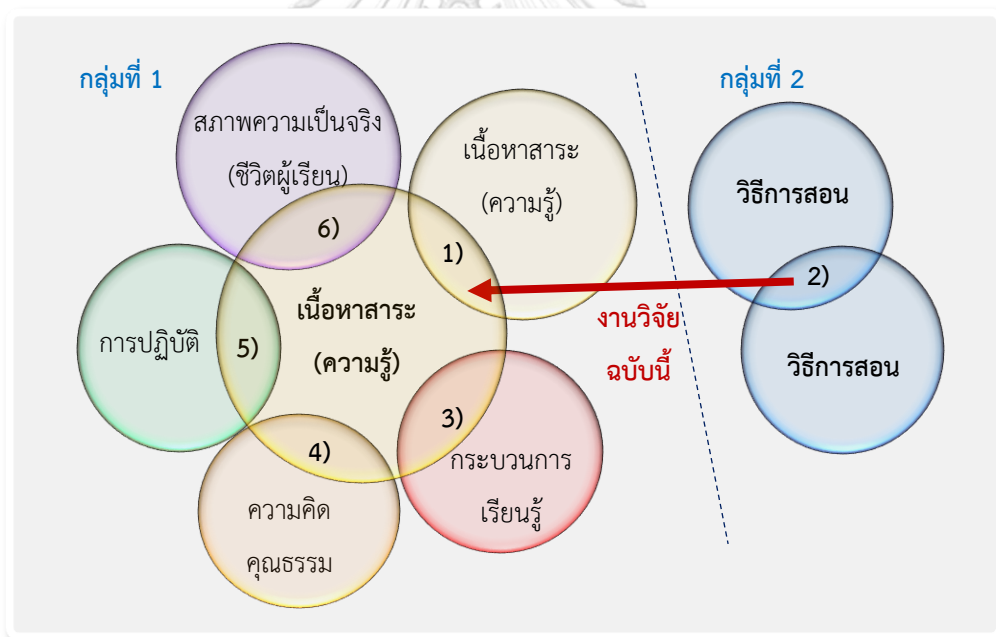 กลุ่มที่ 1
สภาพความเป็นจริง
(ชีวิตผู้เรียน)
6)
เนื้อหาสาระ
(ความรู้)
1)
เนื้อหาสาระ
(ความรู้)
การปฏิบัติ
5)
4)
ความคิด
คุณธรรม
3)
กระบวนการ
เรียนรู้
งานวิจัย
ฉบับนี้
กลุ่มที่ 2
วิธีการสอน
2)
วิธีการสอน